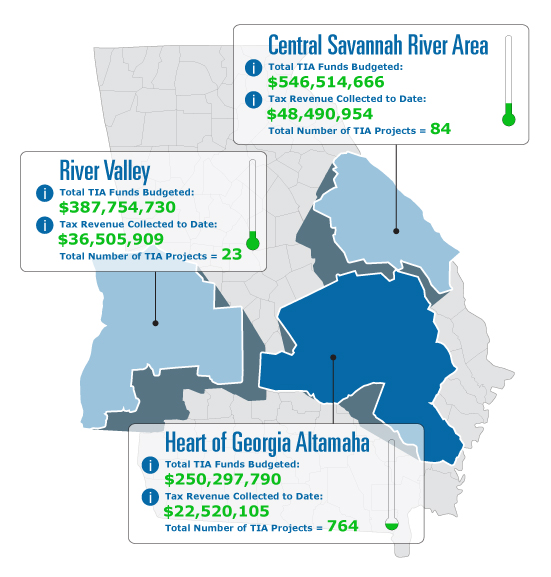 Central Savannah River Area
i Total TIA Funds Budgeted:
$546,514,666
i Tax Revenue Collected to Date:
$48,490,954
Total Number of TIA Projects = 84
River Valley
i Total TIA Funds Budgeted:
$387,754,730
i Tax Revenue Collected to Date:
$36,505,909
Total Number of TIA Projects = 23
Heart of Georgia Altamaha
i Total TIA Funds Budgeted:
$250,297,790
i Tax Revenue Collected to Date:
$22,520,105
Total Number of TIA Projects = 764